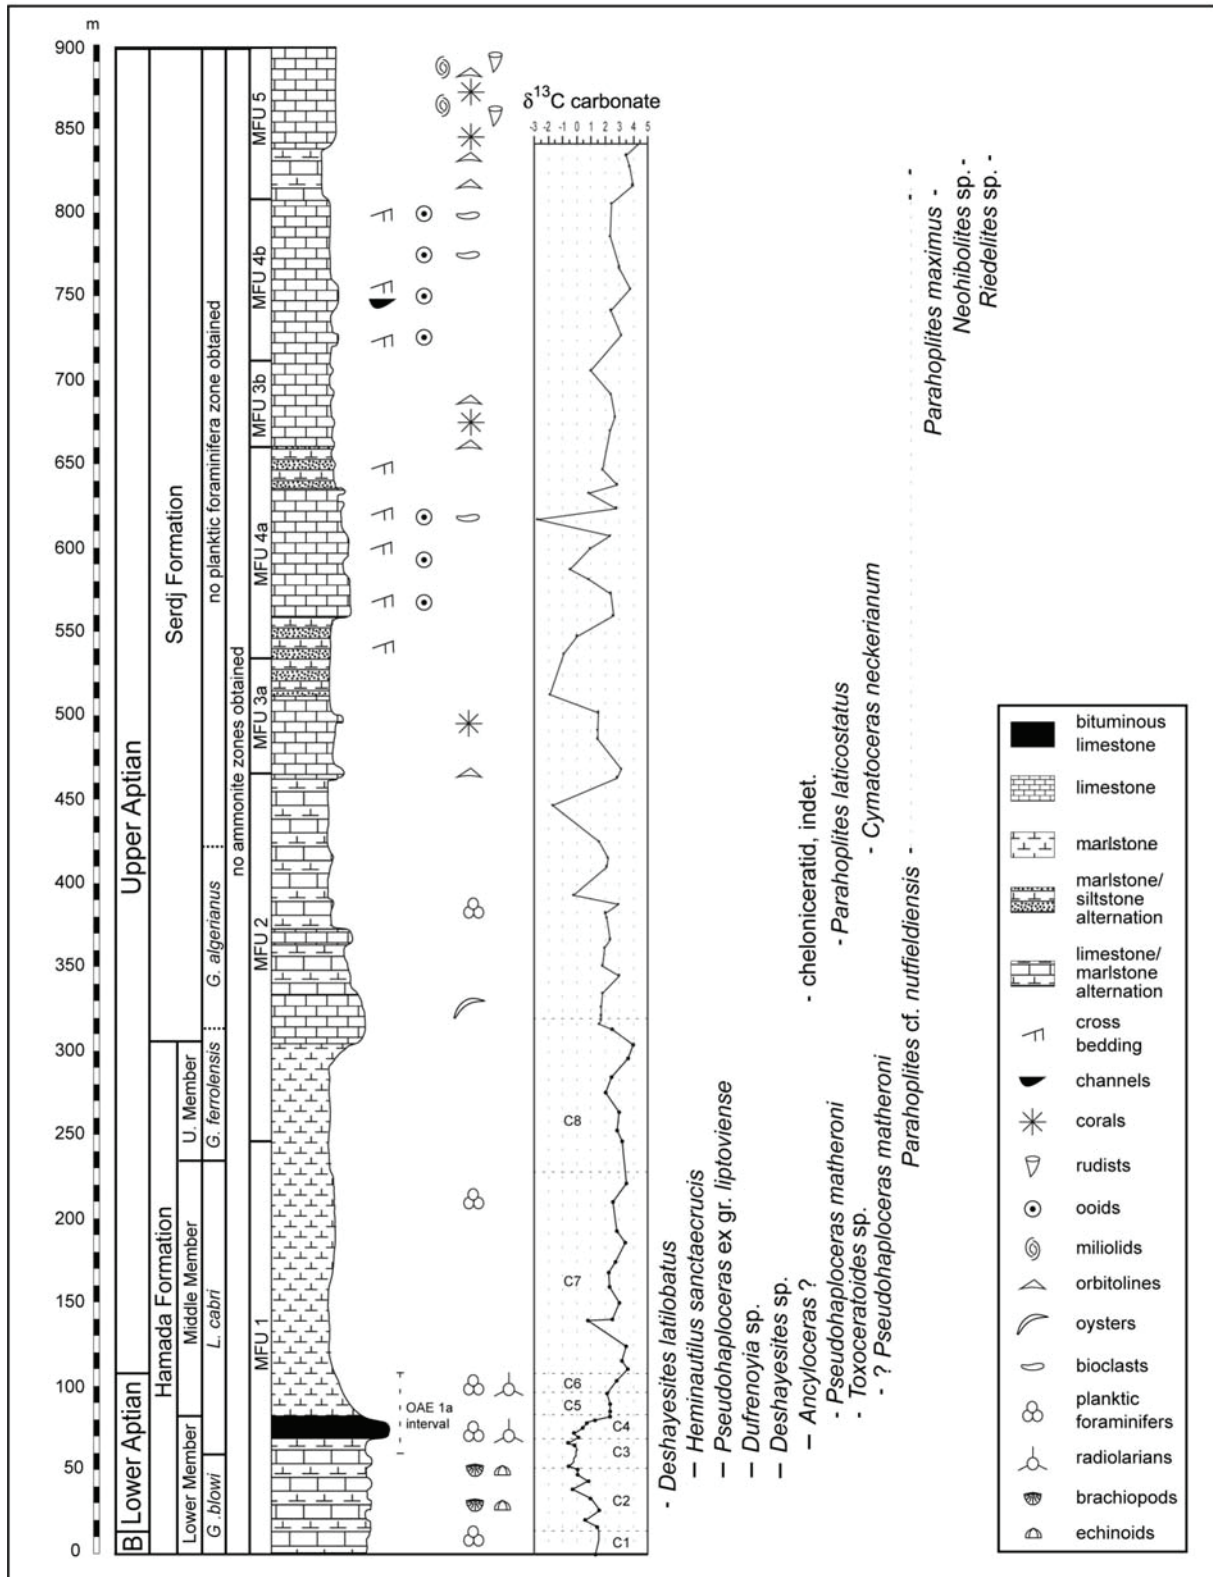 m
900
850
800
750
700
650
600
550
500
450
400
350
300
250
200
150
100
50
0
Upper Aptian
Lower Aptian
B
Serdj Formation
Hamada Formation
U. Member
Middle Member
Lower Member
no planktic foraminifera zone obtained
G. algerianus
G. ferrolensis
L. cabri
G .blowi
no ammonite zones obtained
MFU 5
MFU 4b
MFU 3b
MFU 4a
MFU 3a
MFU 2
MFU 1
OAE 1a
interval
δ13C carbonate
-3 -2 -1 0 1 2 3 4 5
C8
C7
C6
C5
C4
C3
C2
C1
- Deshayesites latilobatus
– Heminautilus sanctaecrucis
– Pseudohaploceras ex gr. liptoviense
– Dufrenoyia sp.
– Deshayesites sp.
– Ancyloceras ?
- Pseudohaploceras matheroni
- Toxoceratoides sp.
- ? Pseudohaploceras matheroni
- cheloniceratid, indet.
- Parahoplites laticostatus
- Cymatoceras neckerianum
Parahoplites cf. nutfieldiensis -
Parahoplites maximus -
Neohibolites sp. -
Riedelites sp. -
bituminous
limestone
limestone
marlstone
marlstone/
siltstone
alternation
limestone/
marlstone
alternation
cross
bedding
channels
corals
rudists
ooids
miliolids
orbitolines
oysters
bioclasts
planktic
foraminifers
radiolarians
brachiopods
echinoids